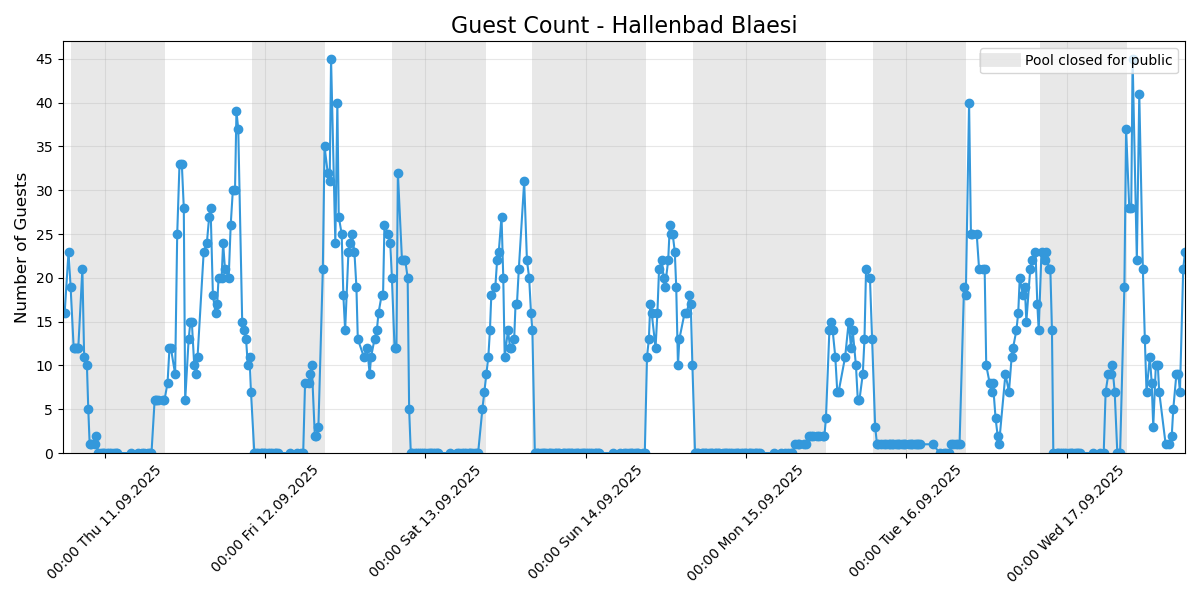 Guest Count - Hallenbad Blaesi
Pool closed for public
Number of Guests
45
40
35
30
25
20
15
10
5
0
00:00 Thu 11.09.2025
00:00 Fri 12.09.2025
00:00 Sat 13.09.2025
00:00 Sun 14.09.2025
00:00 Mon 15.09.2025
00:00 Tue 16.09.2025
00:00 Wed 17.09.2025